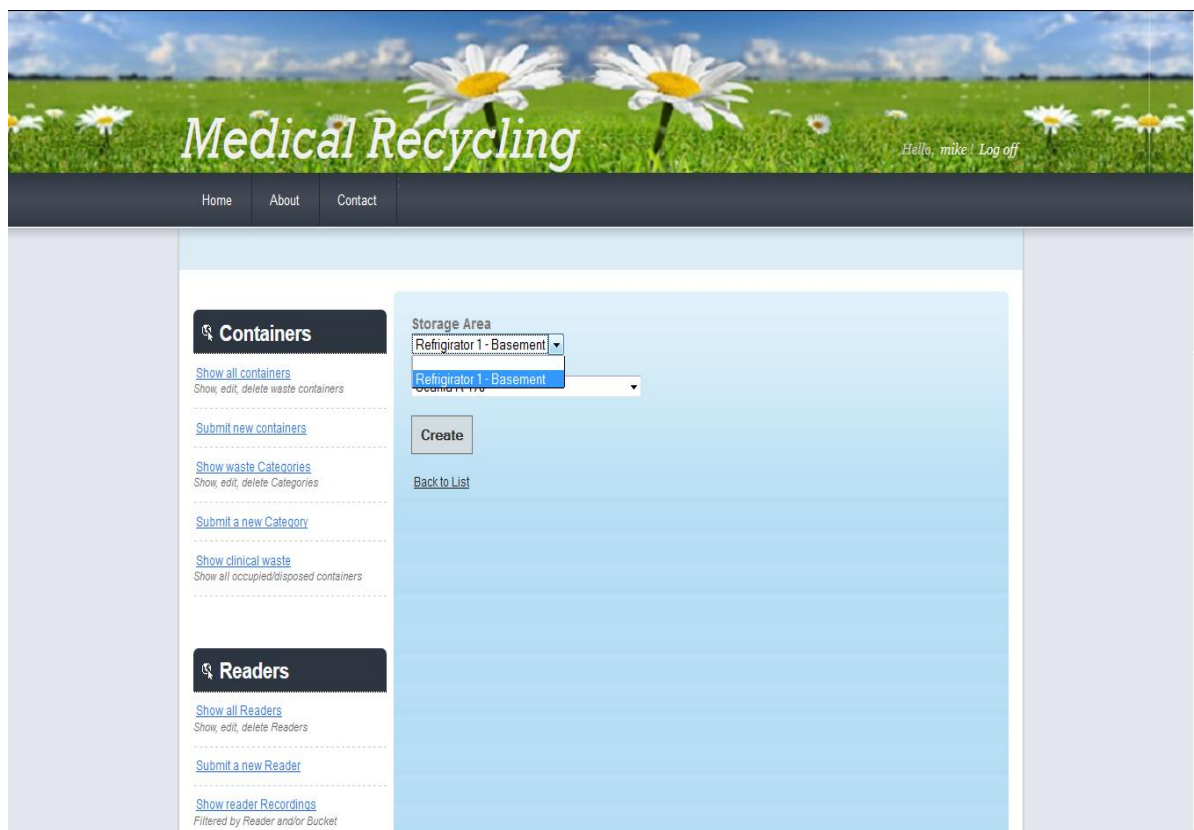 Medical Recycling
Hello, mike! Log off
Home About Contact
Containers
Show all containers
Show, edit, delete waste containers
Submit new containers
Show waste Categories
Show, edit, delete Categories
Submit a new Category
Show clinical waste
Show all occupied/disposed containers
Readers
Show all Readers
Show, edit, delete Readers
Submit a new Reader
Show reader Recordings
Filtered by Reader and/or Bucket
Storage Area
Refrigirator 1 - Basement
Refrigirator 1 - Basement
Create
Back to List